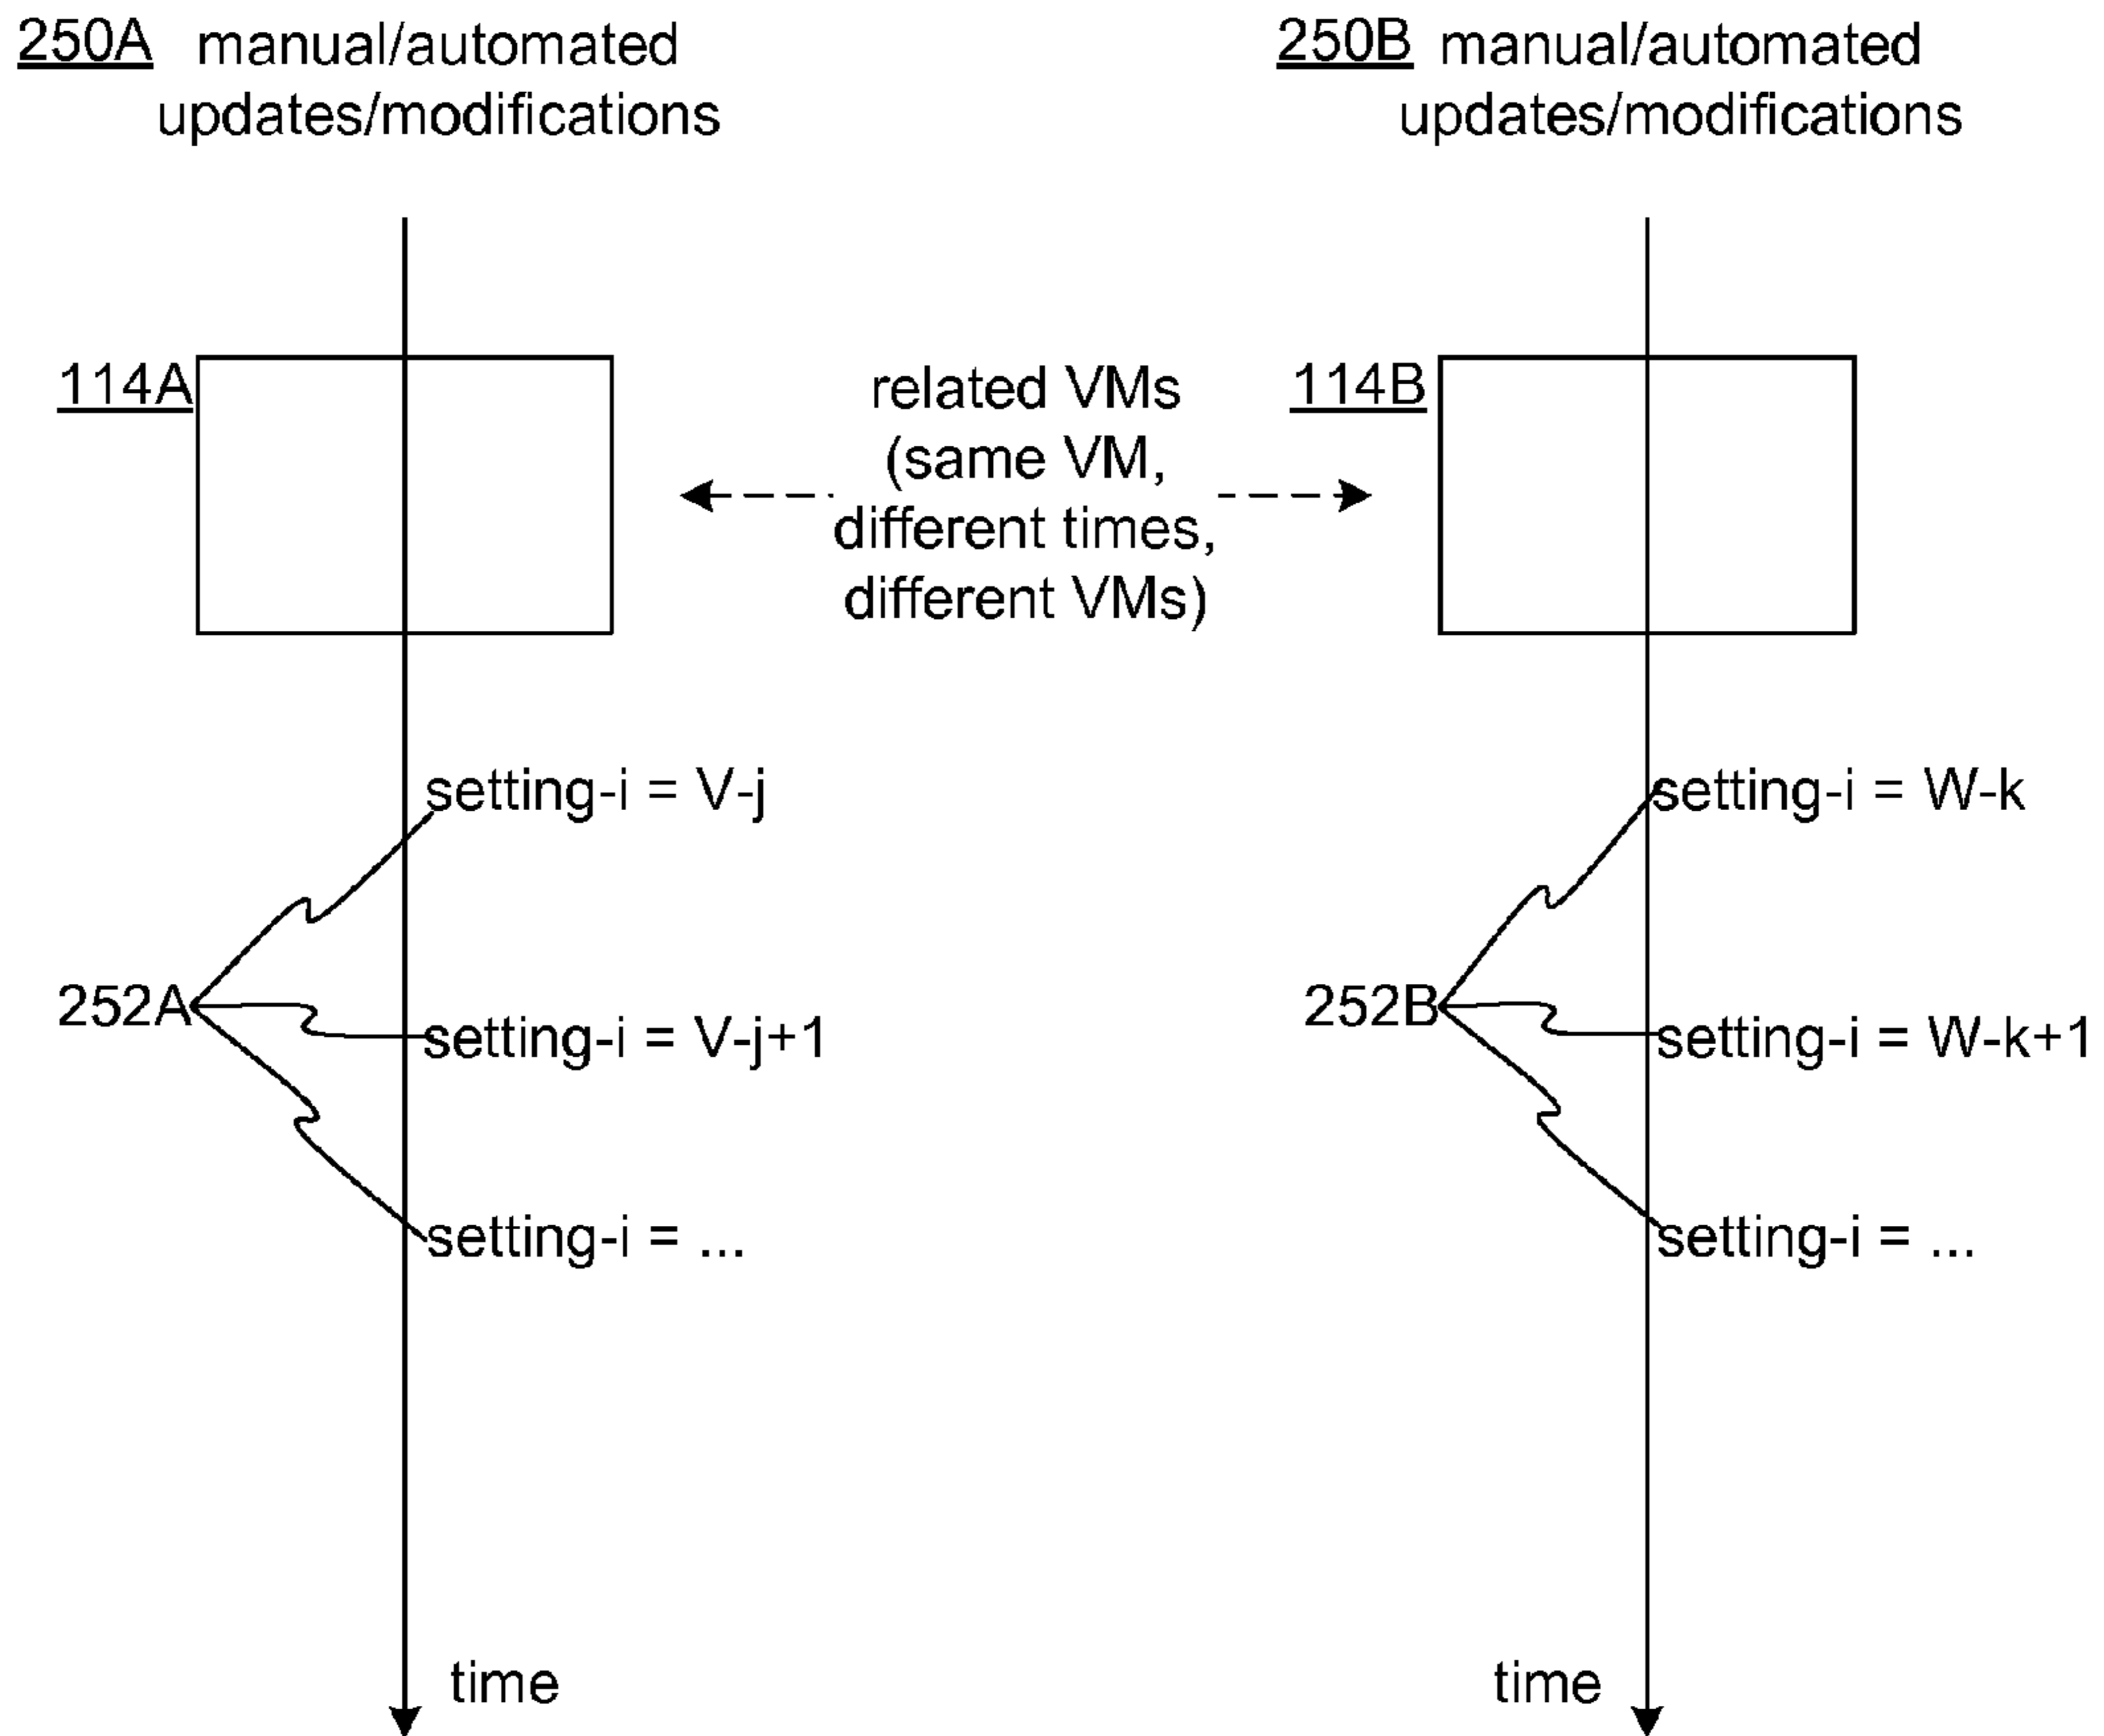 250A manual/automated
updates/modifications
250B manual/automated
updates/modifications
114A
related VMs
(same VM,
different times,
different VMs)
114B
setting-i = V-j
252A
setting-i = V-j+1
setting-i = ...
time
setting-i = W-k
252B
setting-i = W-k+1
setting-i = ...
time